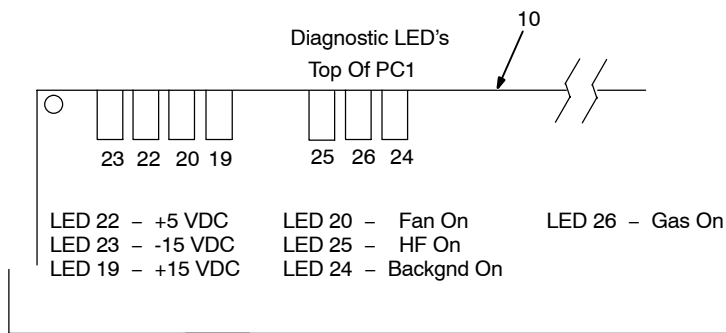 10
Diagnostic LED's
Top Of PC1
23 22 20 19 25 26 24
LED 22 – +5 VDC LED 20 – Fan On LED 26 – Gas On
LED 23 – -15 VDC LED 25 – HF On
LED 19 – +15 VDC LED 24 – Backgnd On